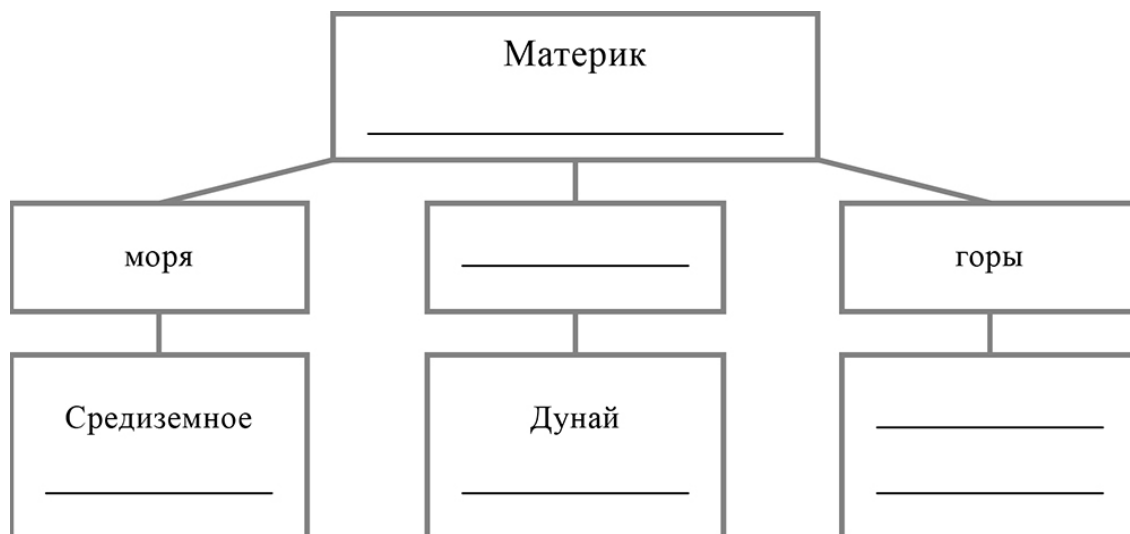 Материк
моря
горы
Средиземное
Дунай